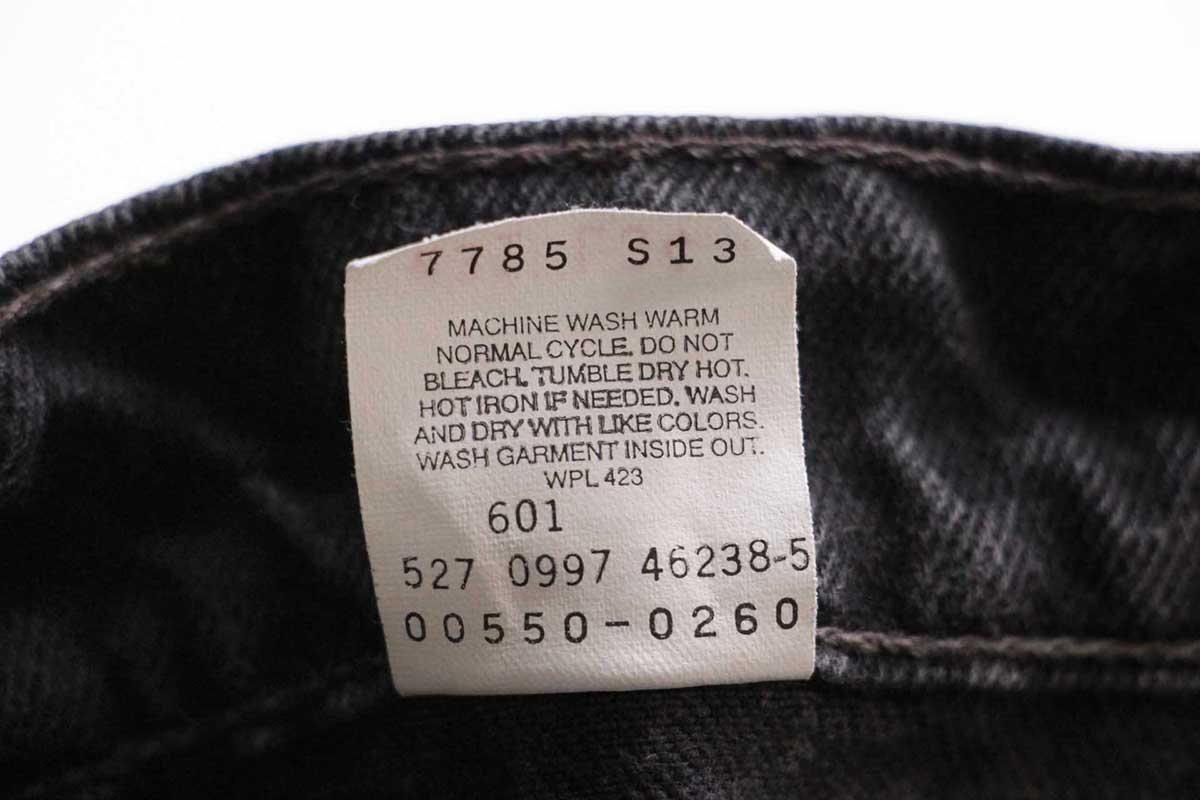 7785 S13
MACHINE WASH WARM
NORMAL CYCLE. DO NOT
BLEACH. TUMBLE DRY HOT.
HOT IRON IF NEEDED. WASH
AND DRY WITH LIKE COLORS.
WASH GARMENT INSIDE OUT.
WPL 423
601
527 0997 46238-5
00550-0260